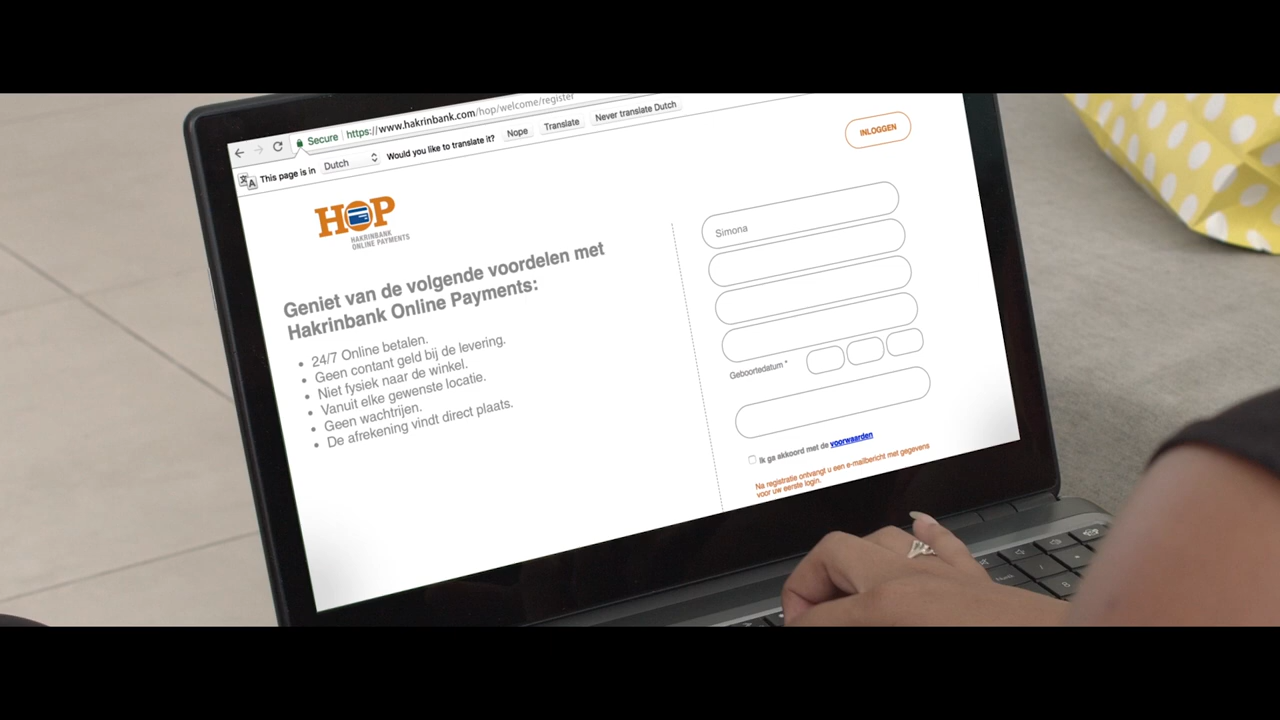 Secure https://www.hakrinbank.com/hop/welcome/register
This page is in Dutch Would you like to translate it? Nope Translate Never translate Dutch
INLOGGEN
HOP
HAKRINBANK
ONLINE PAYMENTS
Geniet van de volgende voordelen met
Hakrinbank Online Payments:
• 24/7 Online betalen.
• Geen contant geld bij de levering.
• Niet fysiek naar de winkel.
• Vanuit elke gewenste locatie.
• Geen wachtrijen.
• De afrekening vindt direct plaats.
Simona
Geboortedatum *
Ik ga akkoord met de voorwaarden
Na registratie ontvangt u een e-mailbericht met gegevens
voor uw eerste login.